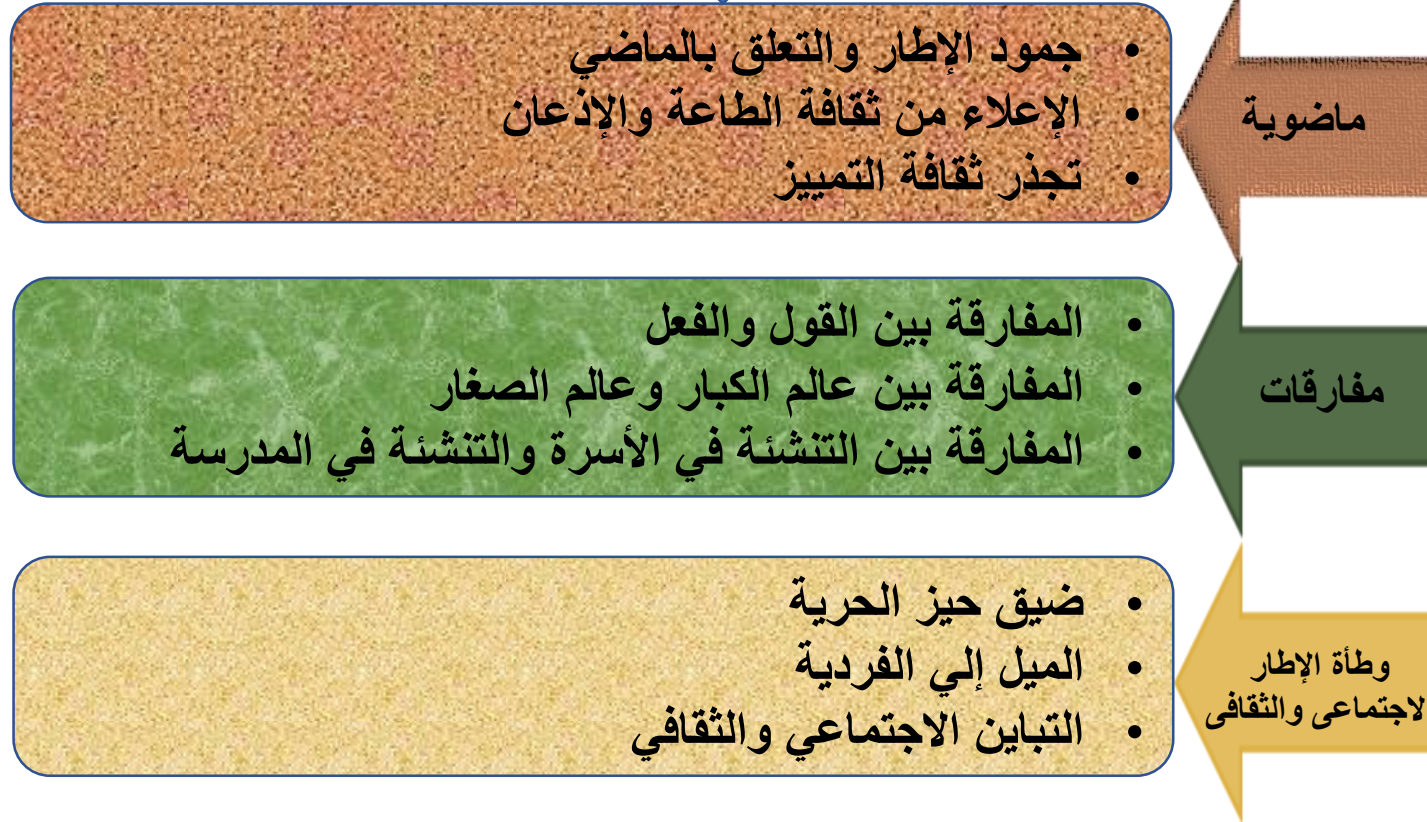 ماضوية
• جمود الإطار والتعلق بالماضي
• الإعلاء من ثقافة الطاعة والإذعان
• تجذر ثقافة التمييز
مفارقات
• المفارقة بين القول والفعل
• المفارقة بين عالم الكبار وعالم الصغار
• المفارقة بين التنشئة في الأسرة والتنشئة في المدرسة
وطأة الإطار
لاجتماعى والثقافى
• ضيق حيز الحرية
• الميل إلي الفردية
• التباين الاجتماعي والثقافي